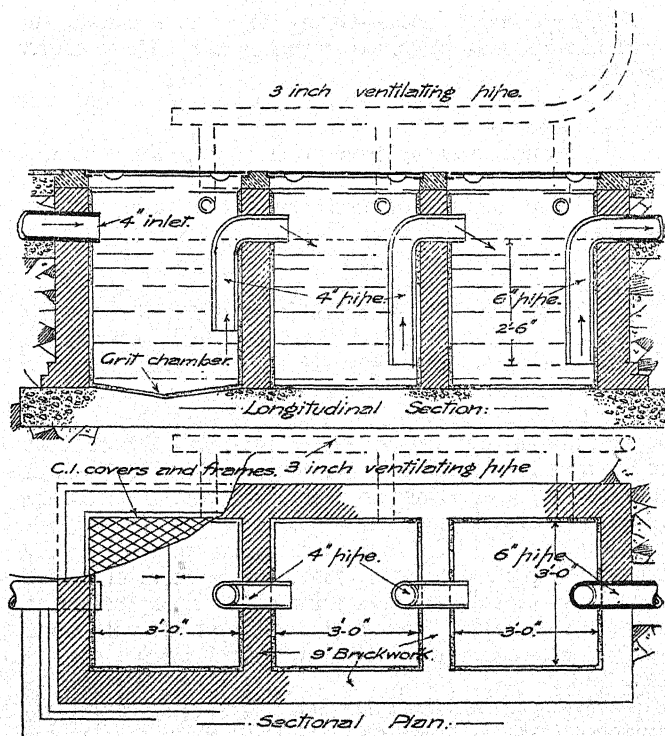 3 inch ventilating pipe.
4" inlet.
4" pipe.
6" pipe.
2'-6"
Grit chamber.
Longitudinal Section:
C.I. covers and frames.
3 inch ventilating pipe
4" pipe.
6" pipe
3'-0"
3'-0"
3'-0"
3'-0"
9" Brickwork.
Sectional Plan.